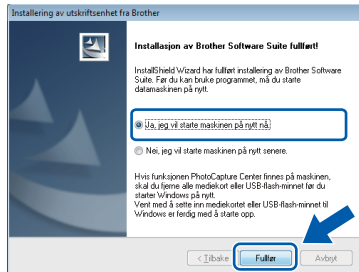 Installering av utskriftsenhet fra Brother
Installasjon av Brother Software Suite fullført!
InstallShield Wizard har fullført installering av Brother Software
Suite. Før du kan bruke programmet, må du starte
datamaskinen på nytt.
Ja, jeg vil starte maskinen på nytt nå.
Nei, jeg vil starte maskinen på nytt senere.
Hvis funksjonen PhotoCapture Center finnes på maskinen,
skal du fjerne alle mediekort eller USB-flash-minnet før du
starter Windows på nytt.
Vent med å sette inn mediekortet eller USB-flash-minnet til
Windows er ferdig med å starte opp.
< Tilbake
Fullfør
Avbryt